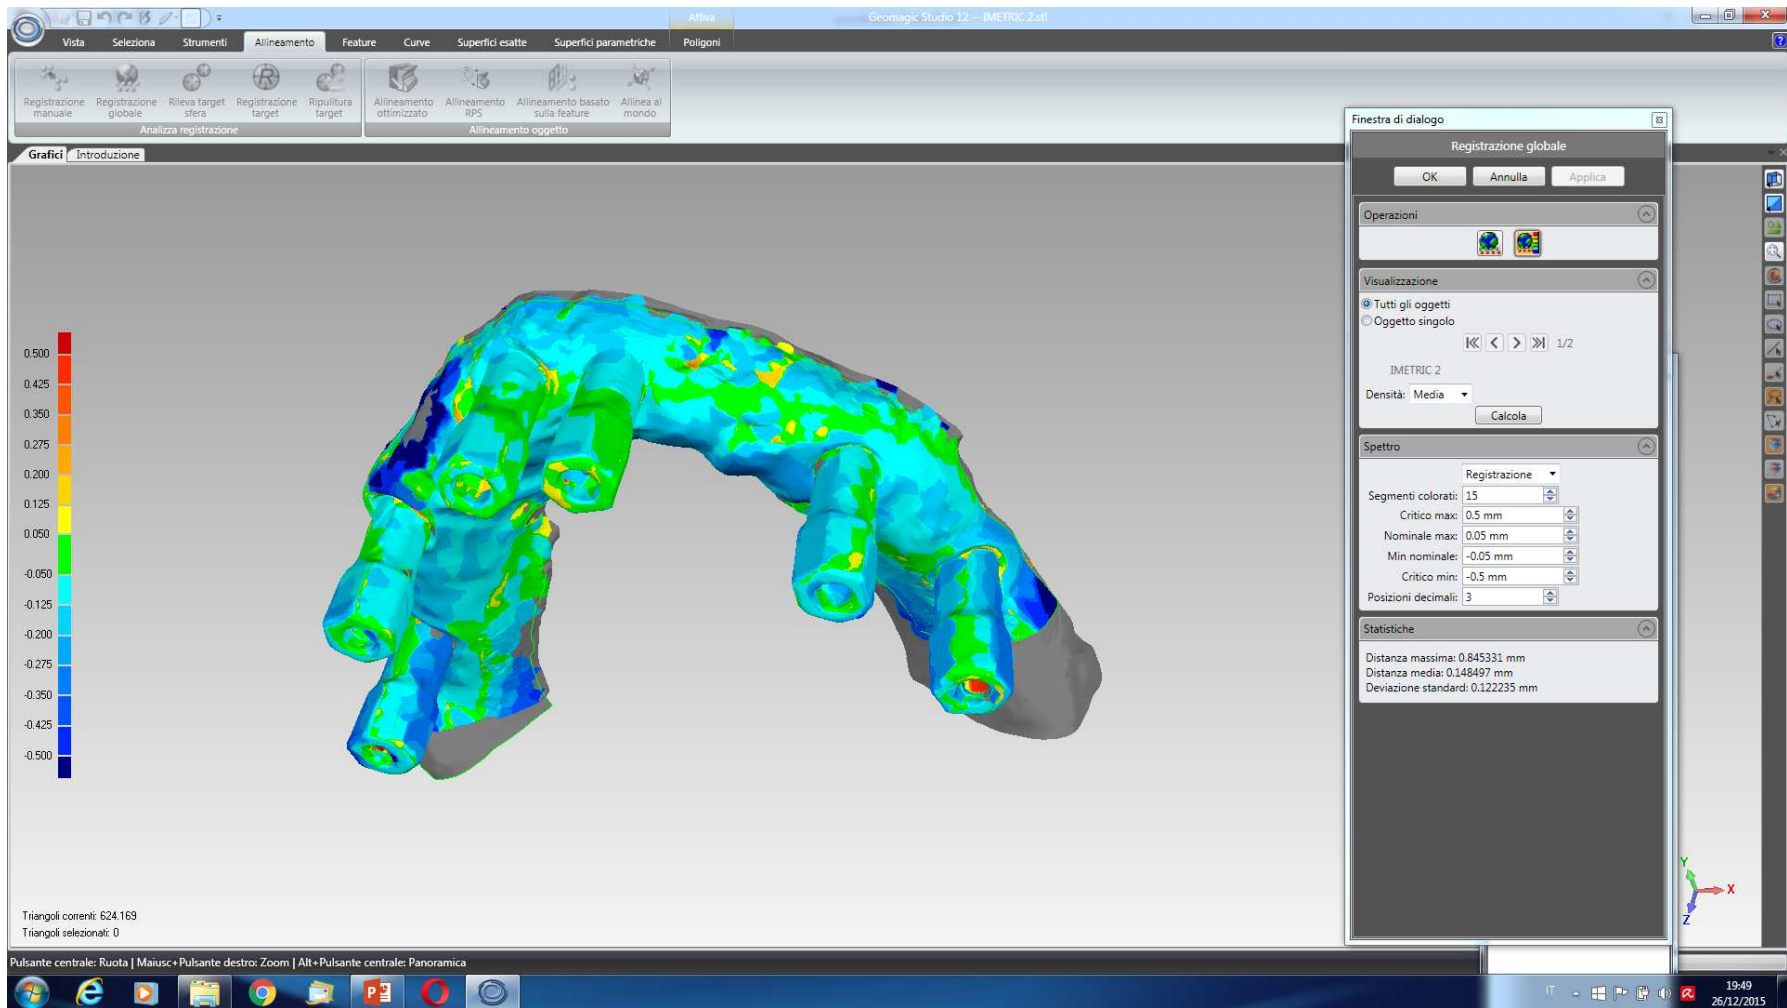 Attiva
Geomagic Studio 12 -- IMETRIC 2.stl
Vista Seleziona Strumenti Allineamento Feature Curve Superfici esatte Superfici parametriche Poligoni
Registrazione manuale
Registrazione globale
Rileva target sfera
Registrazione target
Ripulitura target
Allineamento ottimizzato
Allineamento RPS
Allineamento basato sulla feature
Allinea al mondo
Analizza registrazione
Allineamento oggetto
Grafici Introduzione
0.500
0.425
0.350
0.275
0.200
0.125
0.050
-0.050
-0.125
-0.200
-0.275
-0.350
-0.425
-0.500
Triangoli correnti: 624.169
Triangoli selezionati: 0
Finestra di dialogo
Registrazione globale
OK Annulla Applica
Operazioni
Visualizzazione
Tutti gli oggetti
Oggetto singolo
1/2
IMETRIC 2
Densità: Media
Calcola
Spettro
Registrazione
Segmenti colorati: 15
Critico max: 0.5 mm
Nominale max: 0.05 mm
Min nominale: -0.05 mm
Critico min: -0.5 mm
Posizioni decimali: 3
Statistiche
Distanza massima: 0.845331 mm
Distanza media: 0.148497 mm
Deviazione standard: 0.122235 mm
Y
X
Z
Pulsante centrale: Ruota | Maiusc+Pulsante destro: Zoom | Alt+Pulsante centrale: Panoramica
IT
19:49
26/12/2015